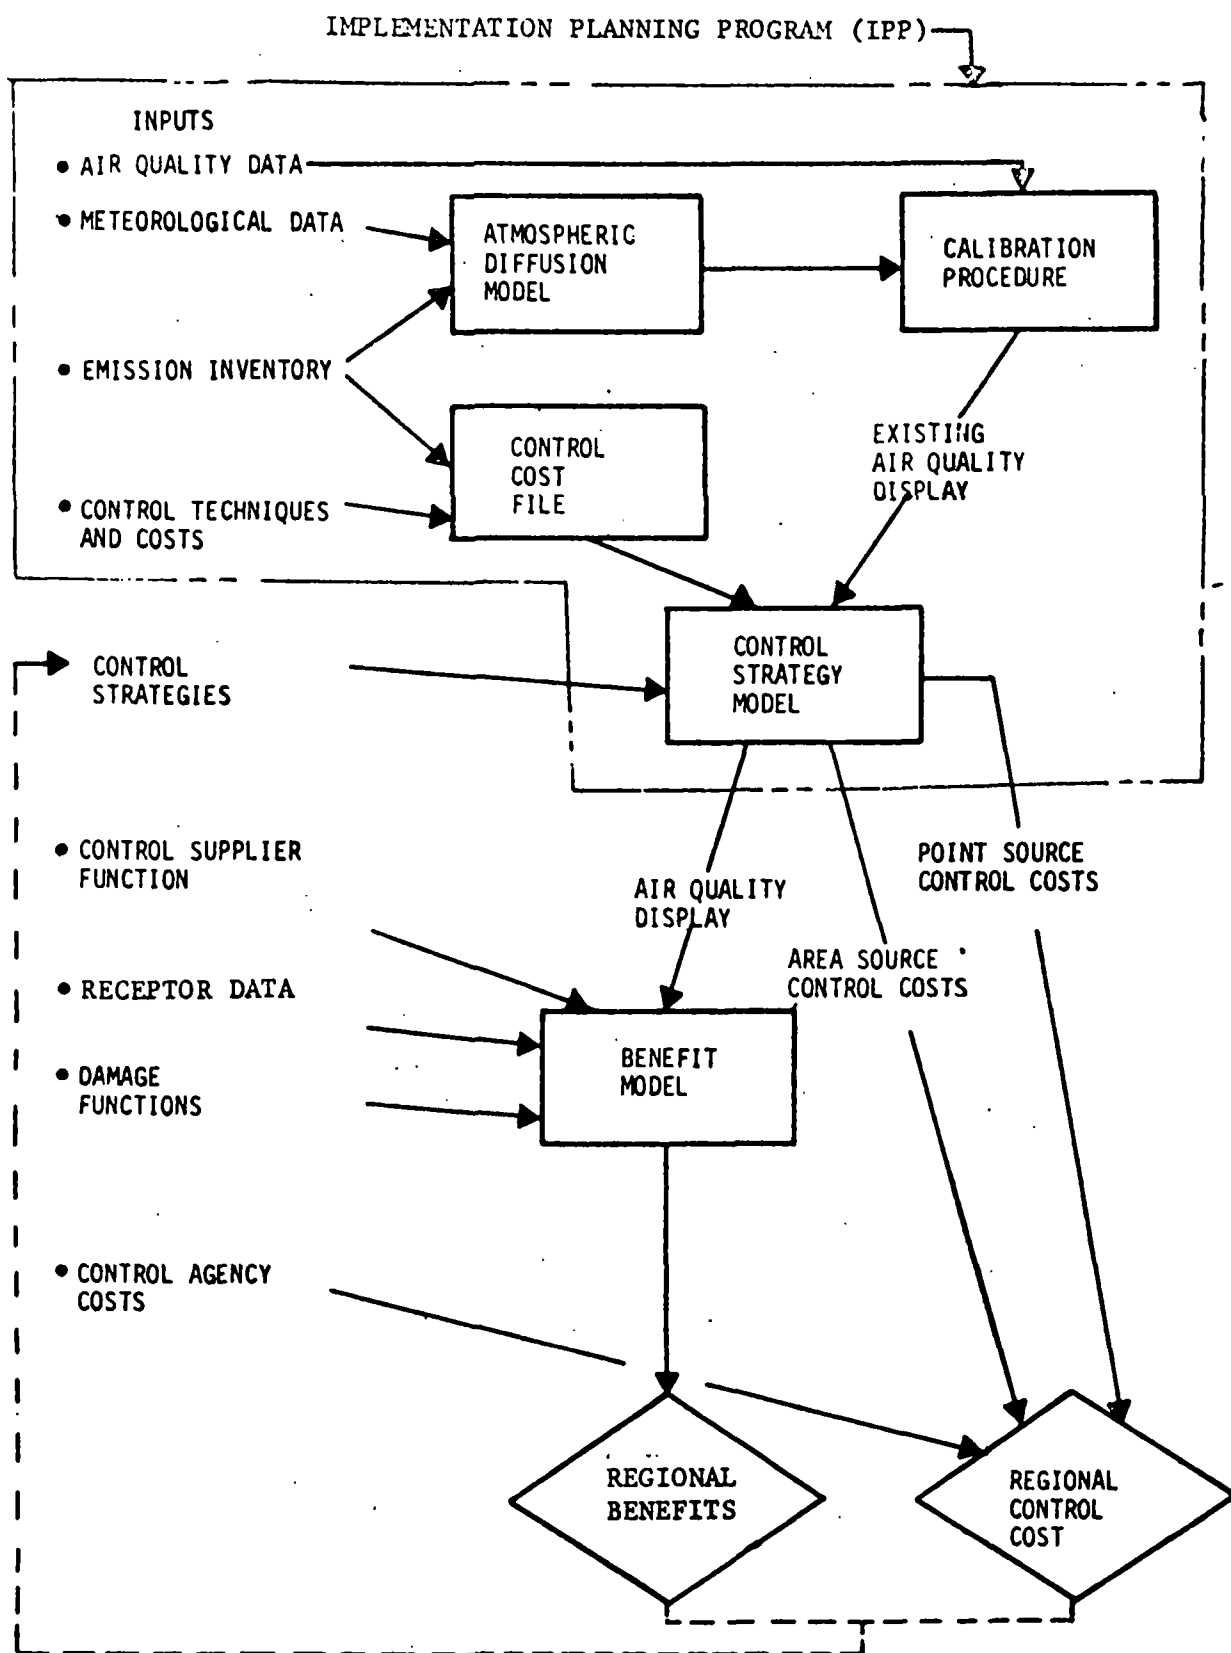 IMPLEMENTATION PLANNING PROGRAM (IPP)
INPUTS
• AIR QUALITY DATA
• METEOROLOGICAL DATA
ATMOSPHERIC
DIFFUSION
MODEL
CALIBRATION
PROCEDURE
• EMISSION INVENTORY
CONTROL
COST
FILE
EXISTING
AIR QUALITY
DISPLAY
• CONTROL TECHNIQUES
AND COSTS
CONTROL
STRATEGIES
CONTROL
STRATEGY
MODEL
• CONTROL SUPPLIER
FUNCTION
AIR QUALITY
DISPLAY
POINT SOURCE
CONTROL COSTS
AREA SOURCE
CONTROL COSTS
• RECEPTOR DATA
• DAMAGE
FUNCTIONS
BENEFIT
MODEL
• CONTROL AGENCY
COSTS
REGIONAL
BENEFITS
REGIONAL
CONTROL
COST